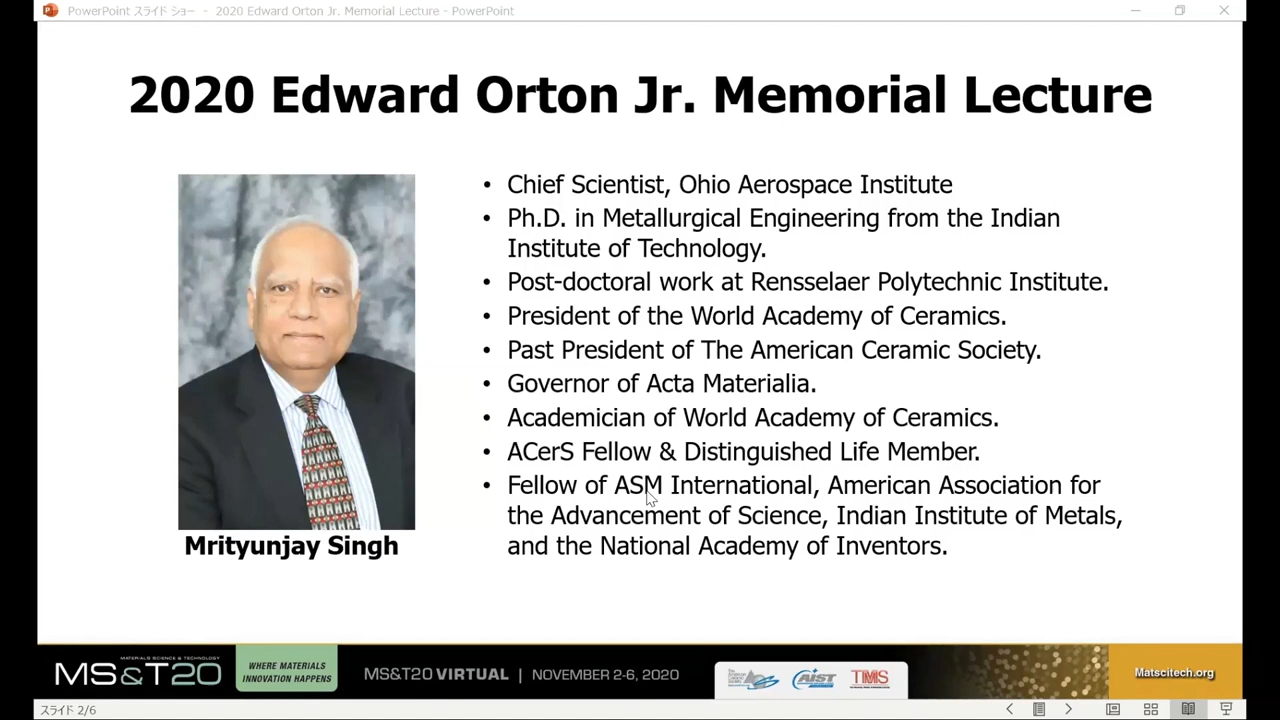 PowerPoint スライド ショー - 2020 Edward Orton Jr. Memorial Lecture - PowerPoint
2020 Edward Orton Jr. Memorial Lecture
• Chief Scientist, Ohio Aerospace Institute
• Ph.D. in Metallurgical Engineering from the Indian
Institute of Technology.
• Post-doctoral work at Rensselaer Polytechnic Institute.
• President of the World Academy of Ceramics.
• Past President of The American Ceramic Society.
• Governor of Acta Materialia.
• Academician of World Academy of Ceramics.
• ACerS Fellow & Distinguished Life Member.
• Fellow of ASM International, American Association for
the Advancement of Science, Indian Institute of Metals,
and the National Academy of Inventors.
Mrityunjay Singh
MATERIALS SCIENCE & TECHNOLOGY
MS&T20
WHERE MATERIALS
INNOVATION HAPPENS
MS&T20 VIRTUAL | NOVEMBER 2-6, 2020
AIST
TMS
Matscitech.org
スライド 2/6